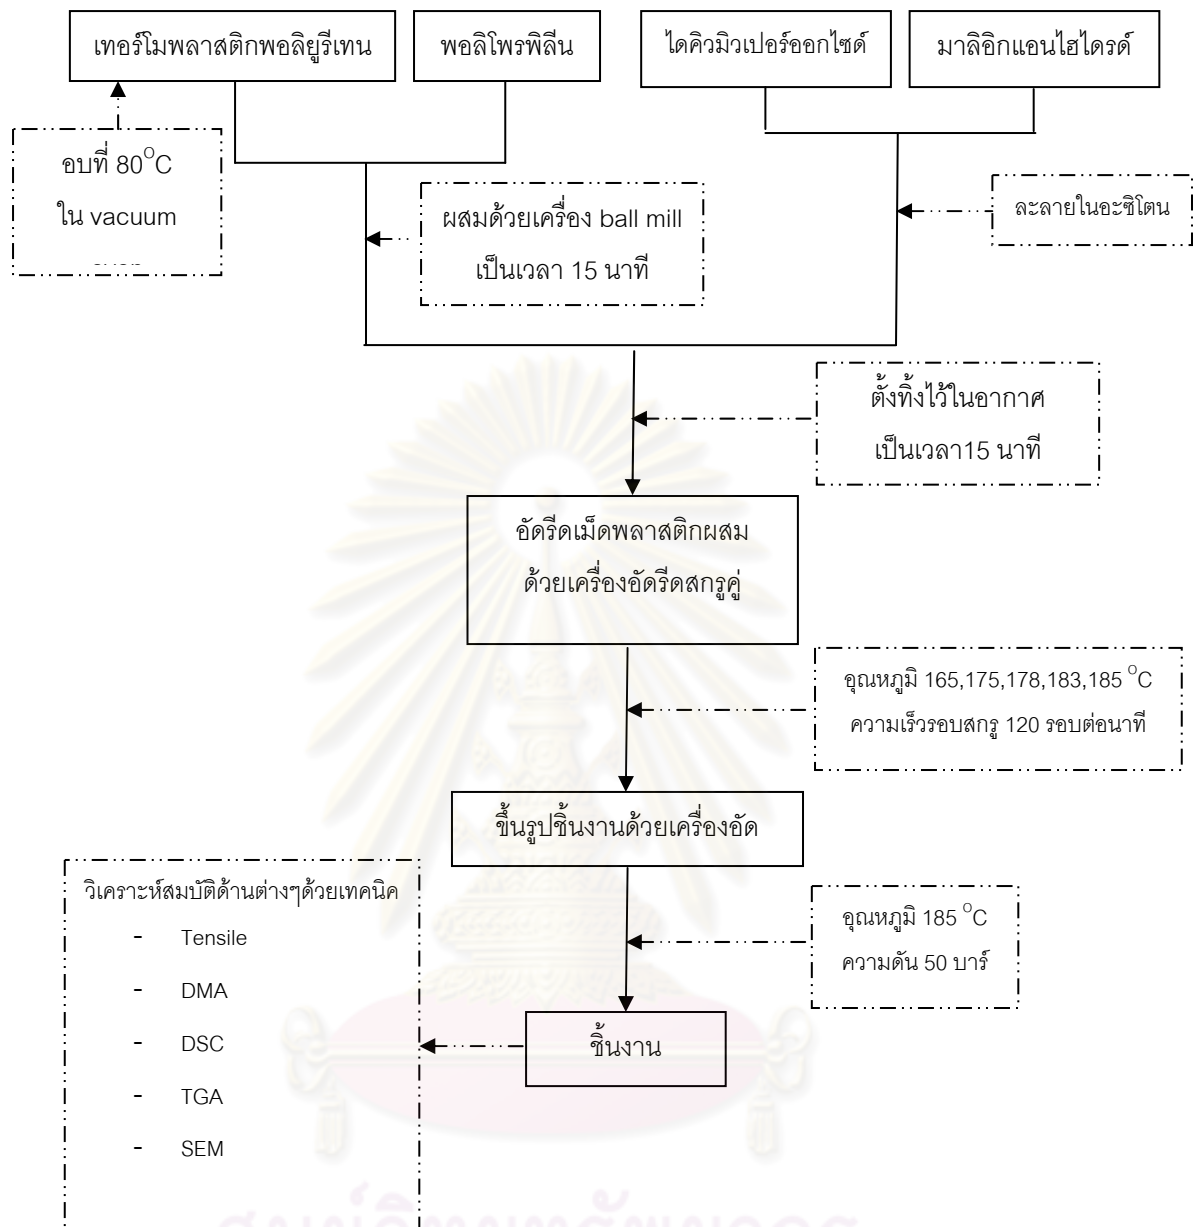 เทอร์โมพลาสติกพอลิยูรีเทน
พอลิโพรพิลีน
ไดคิวมิวเปอร์ออกไซด์
มาลิอิกแอนไฮไดรด์
อบที่ 80°C
ใน vacuum
ผสมด้วยเครื่อง ball mill
เป็นเวลา 15 นาที
ละลายในอะซิโตน
ตั้งทิ้งไว้ในอากาศ
เป็นเวลา15 นาที
อัดรีดเม็ดพลาสติกผสม
ด้วยเครื่องอัดรีดสกรูคู่
อุณหภูมิ 165,175,178,183,185 °C
ความเร็วรอบสกรู 120 รอบต่อนาที
ขึ้นรูปชิ้นงานด้วยเครื่องอัด
อุณหภูมิ 185 °C
ความดัน 50 บาร์
ชิ้นงาน
วิเคราะห์สมบัติด้านต่างๆด้วยเทคนิค
- Tensile
- DMA
- DSC
- TGA
- SEM